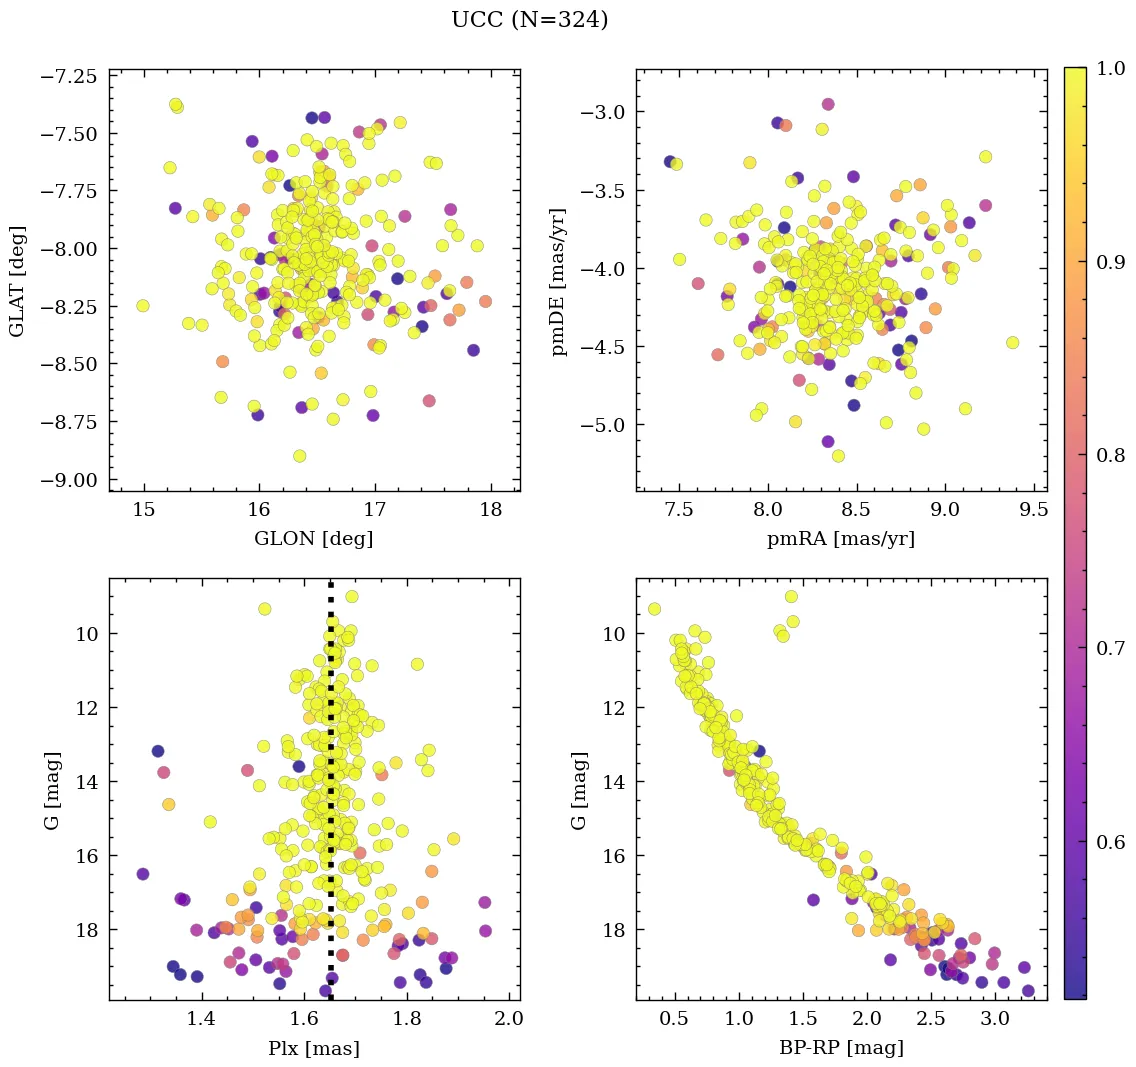 UCC (N=324)
−7.25
−7.50
−7.75
−8.00
−8.25
−8.50
−8.75
−9.00
GLAT [deg]
15 16 17 18
GLON [deg]
−3.0
−3.5
−4.0
−4.5
−5.0
pmDE [mas/yr]
7.5 8.0 8.5 9.0 9.5
pmRA [mas/yr]
10
12
14
16
18
G [mag]
1.4 1.6 1.8 2.0
Plx [mas]
10
12
14
16
18
G [mag]
0.5 1.0 1.5 2.0 2.5 3.0
BP-RP [mag]
1.0
0.9
0.8
0.7
0.6